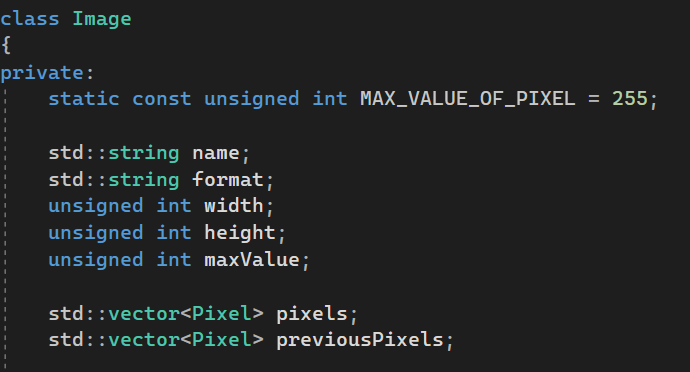 class Image
{
private:
    static const unsigned int MAX_VALUE_OF_PIXEL = 255;
    std::string name;
    std::string format;
    unsigned int width;
    unsigned int height;
    unsigned int maxValue;
    std::vector<Pixel> pixels;
    std::vector<Pixel> previousPixels;